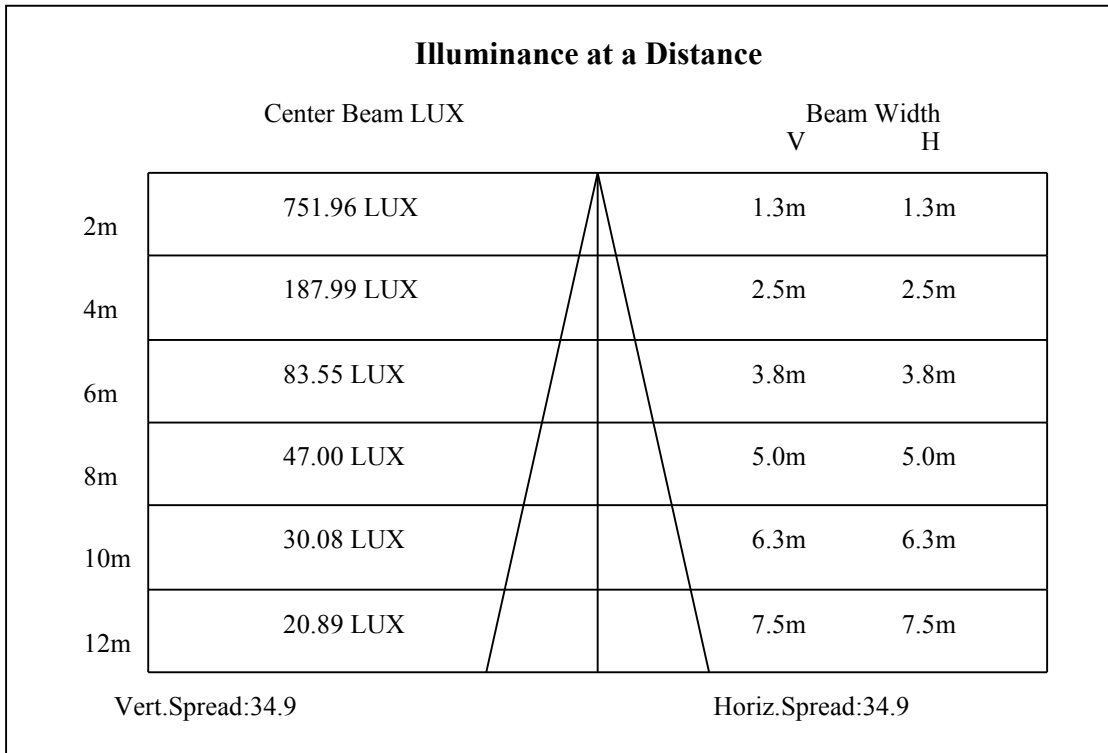 Illuminance at a Distance
Center Beam LUX Beam Width
V H
2m 751.96 LUX 1.3m 1.3m
4m 187.99 LUX 2.5m 2.5m
6m 83.55 LUX 3.8m 3.8m
8m 47.00 LUX 5.0m 5.0m
10m 30.08 LUX 6.3m 6.3m
12m 20.89 LUX 7.5m 7.5m
Vert.Spread:34.9 Horiz.Spread:34.9